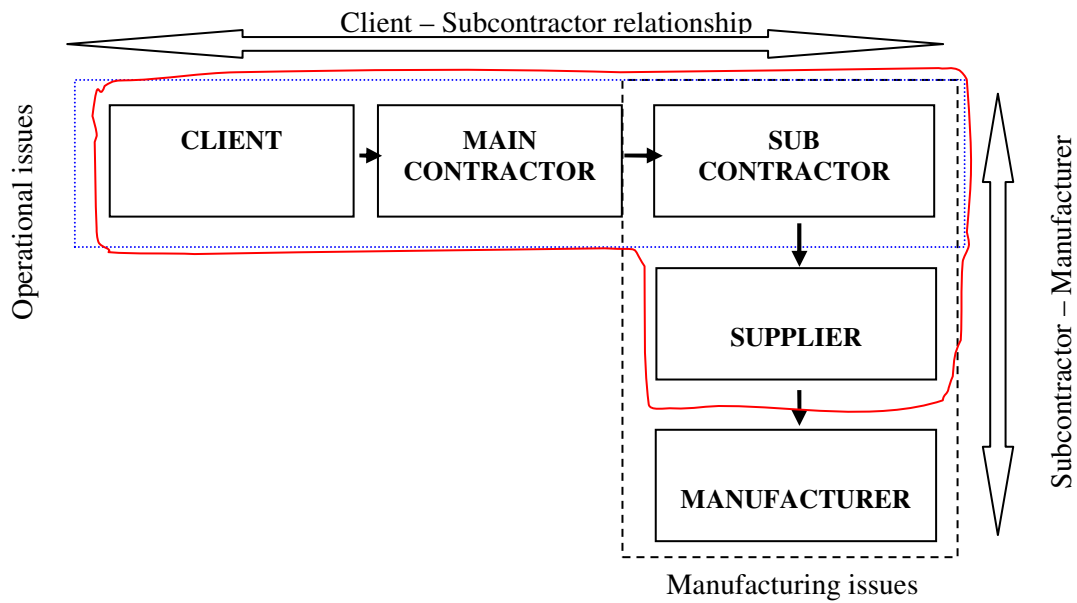 Client – Subcontractor relationship
Operational issues
CLIENT
MAIN
CONTRACTOR
SUB
CONTRACTOR
SUPPLIER
MANUFACTURER
Subcontractor – Manufacturer
Manufacturing issues